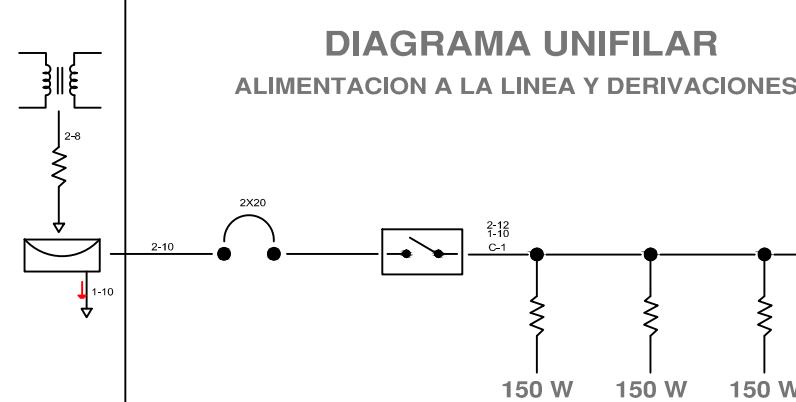 DIAGRAMA UNIFILAR
ALIMENTACION A LA LINEA Y DERIVACIONES
2-8
2X20
2-10
2-12
1-10
C-1
1-10
150 W
150 W
150 W